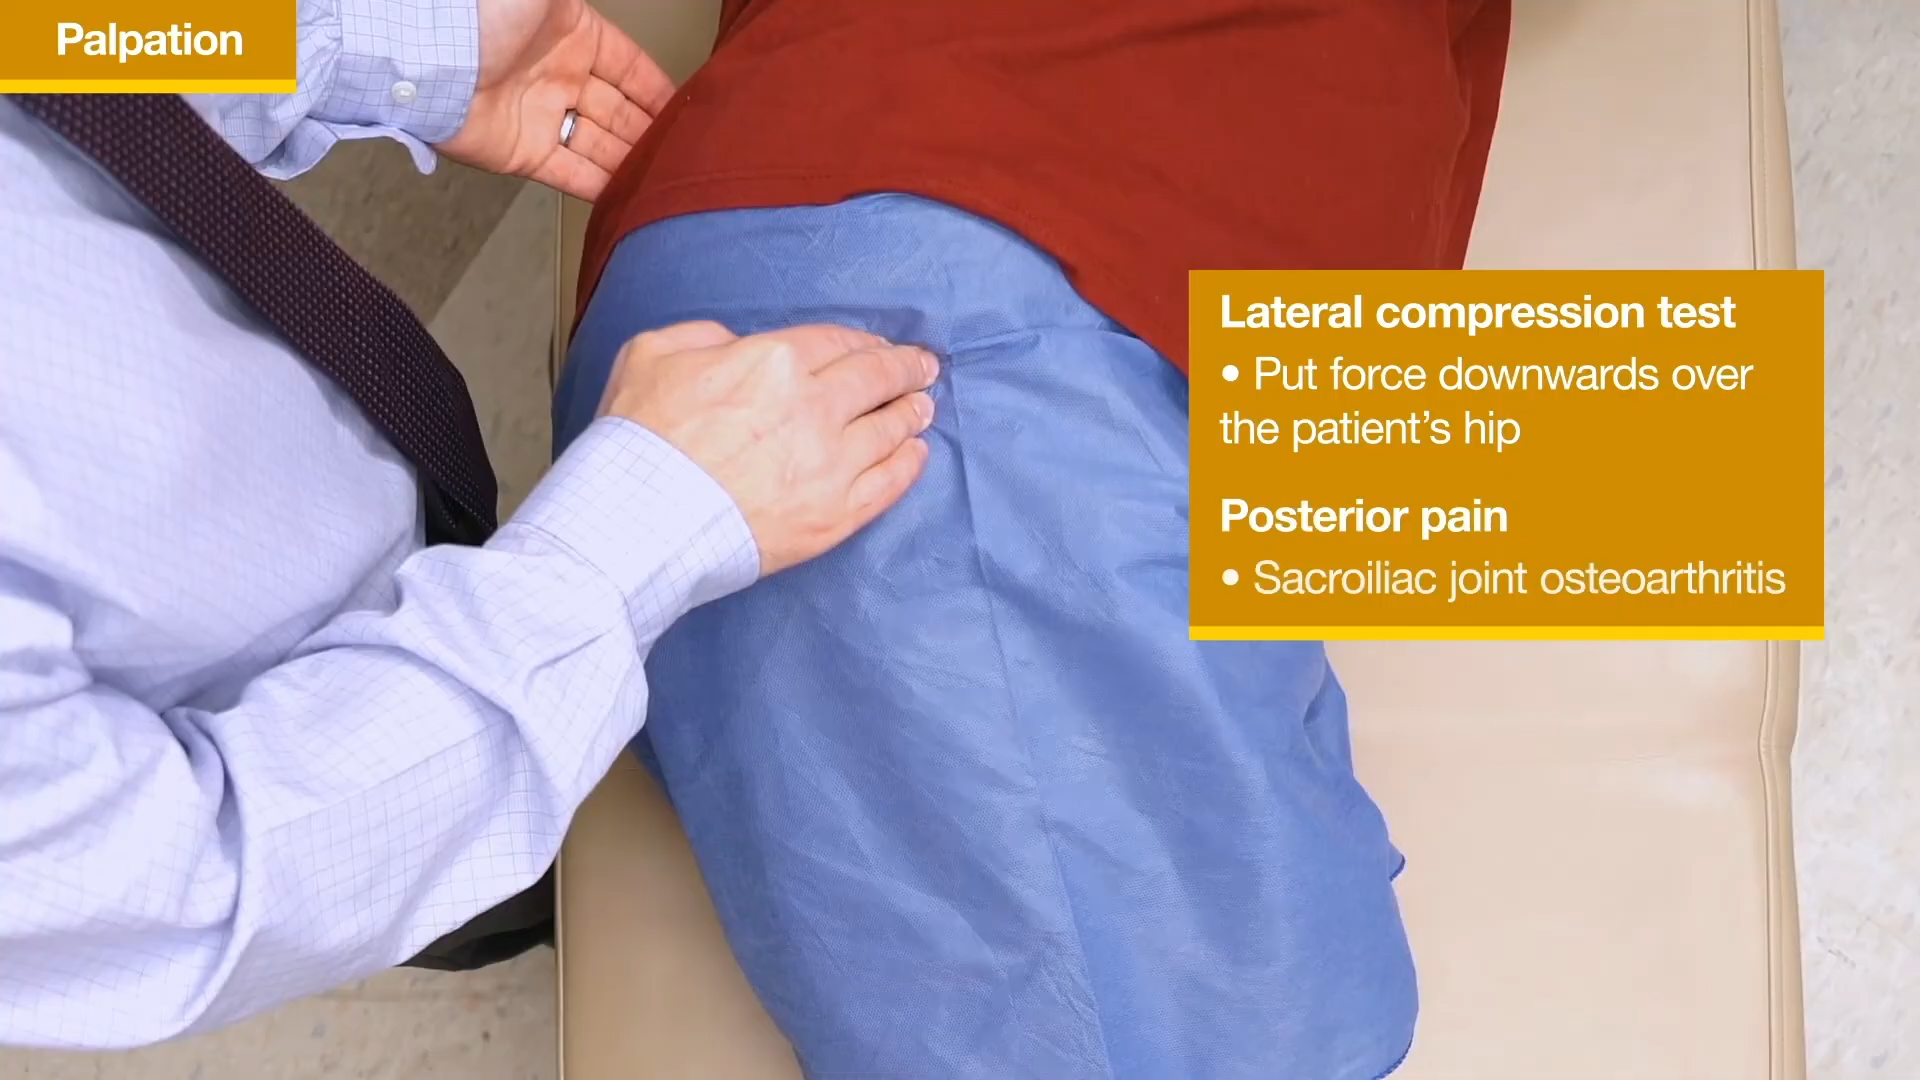 Palpation
Lateral compression test
• Put force downwards over
the patient's hip
Posterior pain
• Sacroiliac joint osteoarthritis